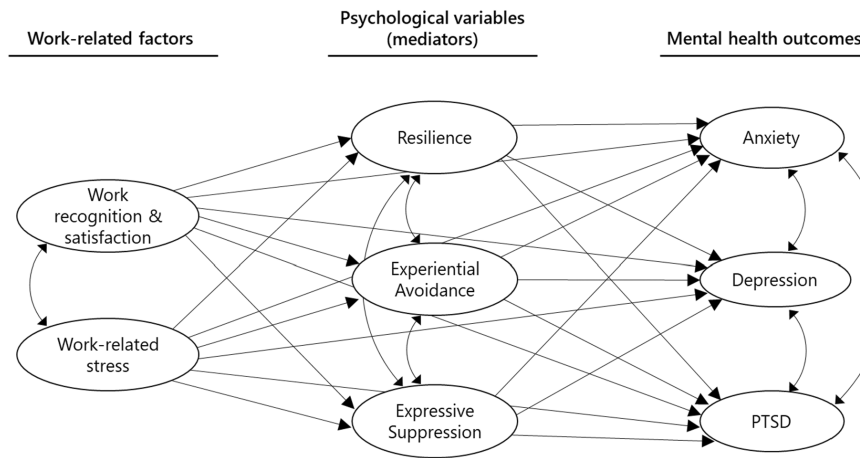 Work-related factors
Psychological variables
(mediators)
Mental health outcomes
Resilience
Anxiety
Work
recognition &
satisfaction
Experiential
Avoidance
Depression
Work-related
stress
Expressive
Suppression
PTSD